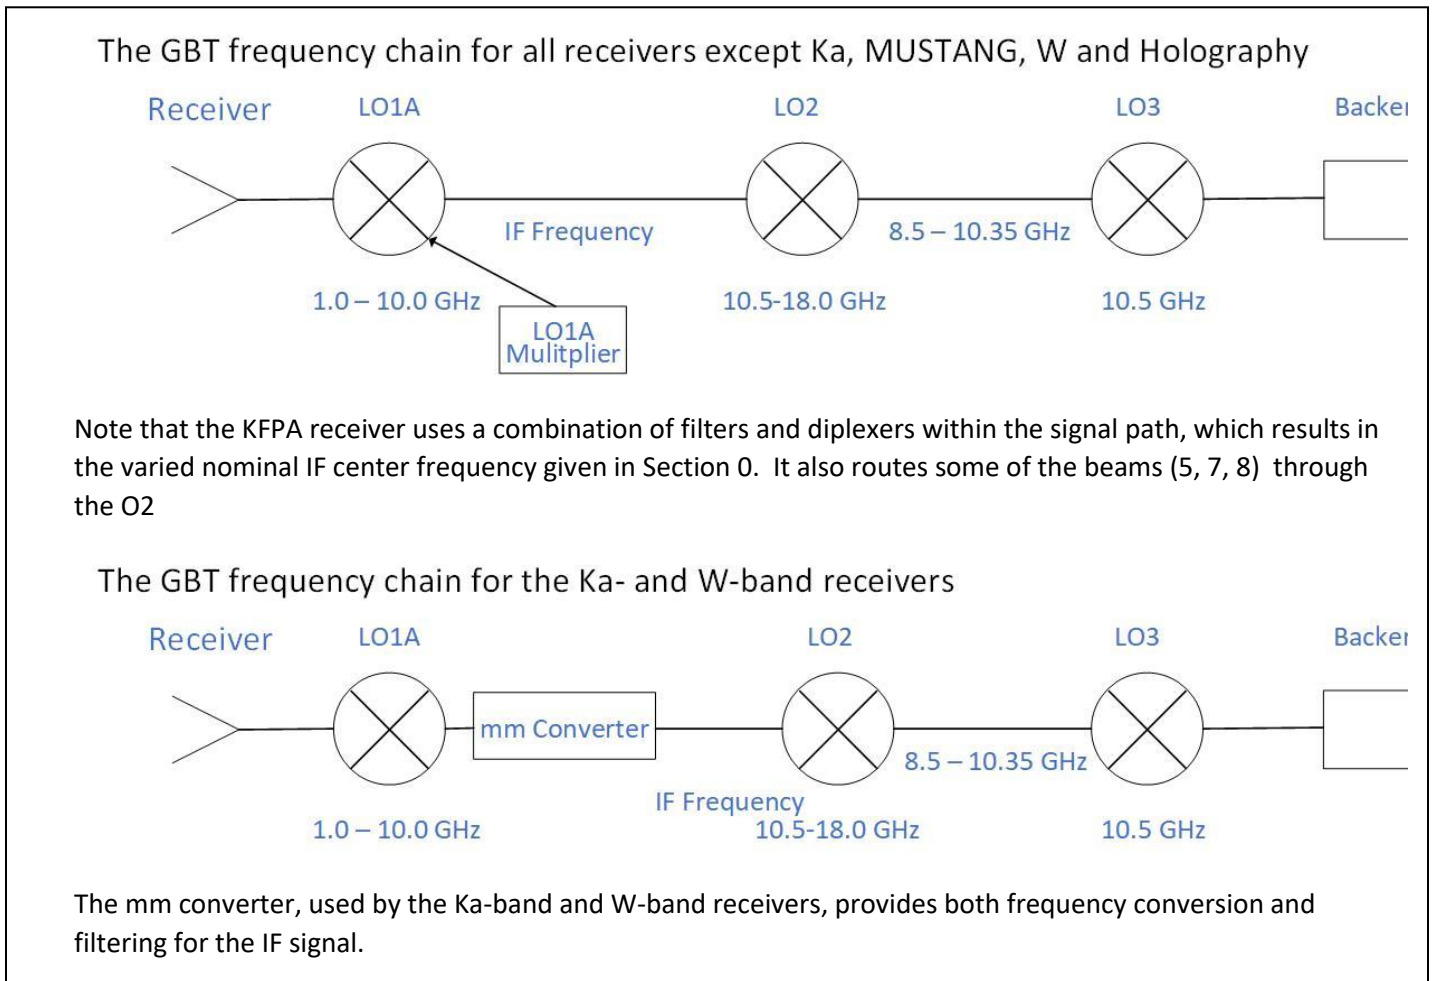 The GBT frequency chain for all receivers except Ka, MUSTANG, W and Holography
Receiver LO1A LO2 LO3 Backer
IF Frequency 8.5 – 10.35 GHz
1.0 – 10.0 GHz 10.5-18.0 GHz 10.5 GHz
LO1A
Mulitplier
Note that the KFPA receiver uses a combination of filters and diplexers within the signal path, which results in
the varied nominal IF center frequency given in Section 0.  It also routes some of the beams (5, 7, 8)  through
the O2
The GBT frequency chain for the Ka- and W-band receivers
Receiver LO1A LO2 LO3 Backer
mm Converter
8.5 – 10.35 GHz
IF Frequency
1.0 – 10.0 GHz 10.5-18.0 GHz 10.5 GHz
The mm converter, used by the Ka-band and W-band receivers, provides both frequency conversion and
filtering for the IF signal.